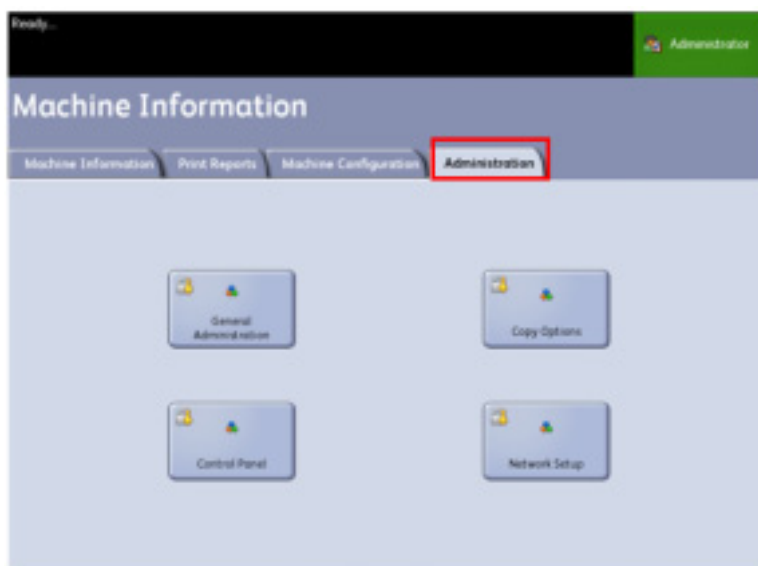 Ready...
Administrator
Machine Information
Machine Information
Print Reports
Machine Configuration
Administration
General
Administration
Copy Options
Control Panel
Network Setup